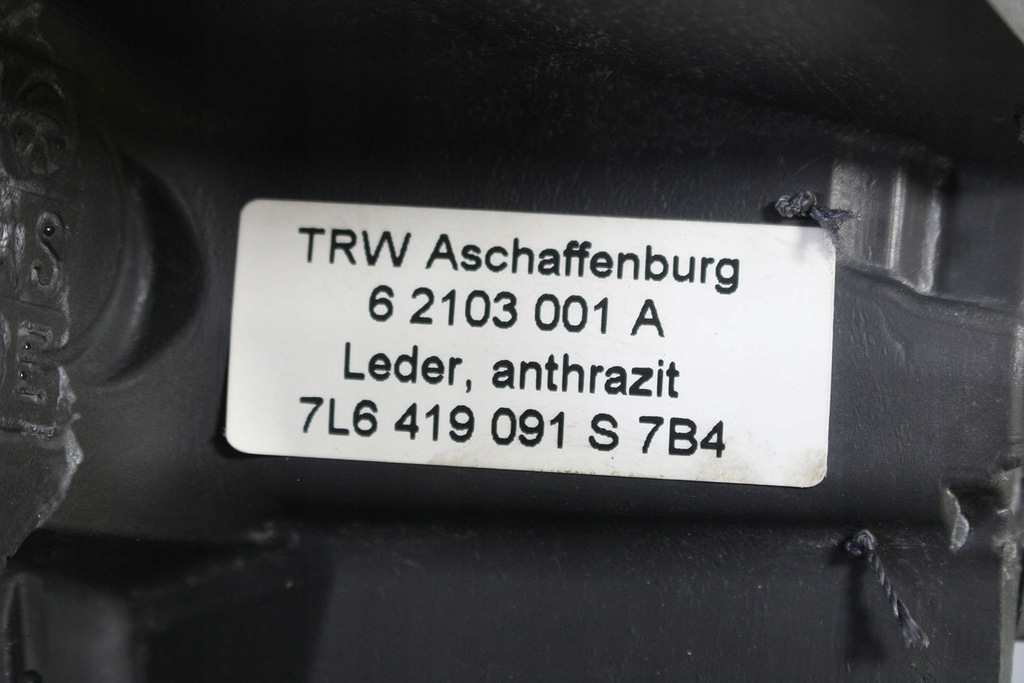 TRW Aschaffenburg
6 2103 001 A
Leder, anthrazit
7L6 419 091 S 7B4